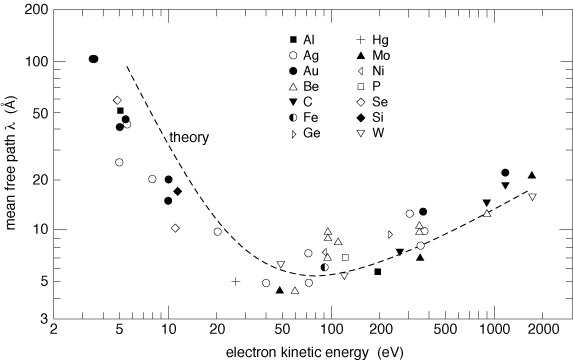 200
100
50
20
10
5
3
mean free path λ (Å)
theory
Al
Ag
Au
Be
C
Fe
Ge
Hg
Mo
Ni
P
Se
Si
W
2 5 10 20 50 100 200 500 1000 2000
electron kinetic energy (eV)